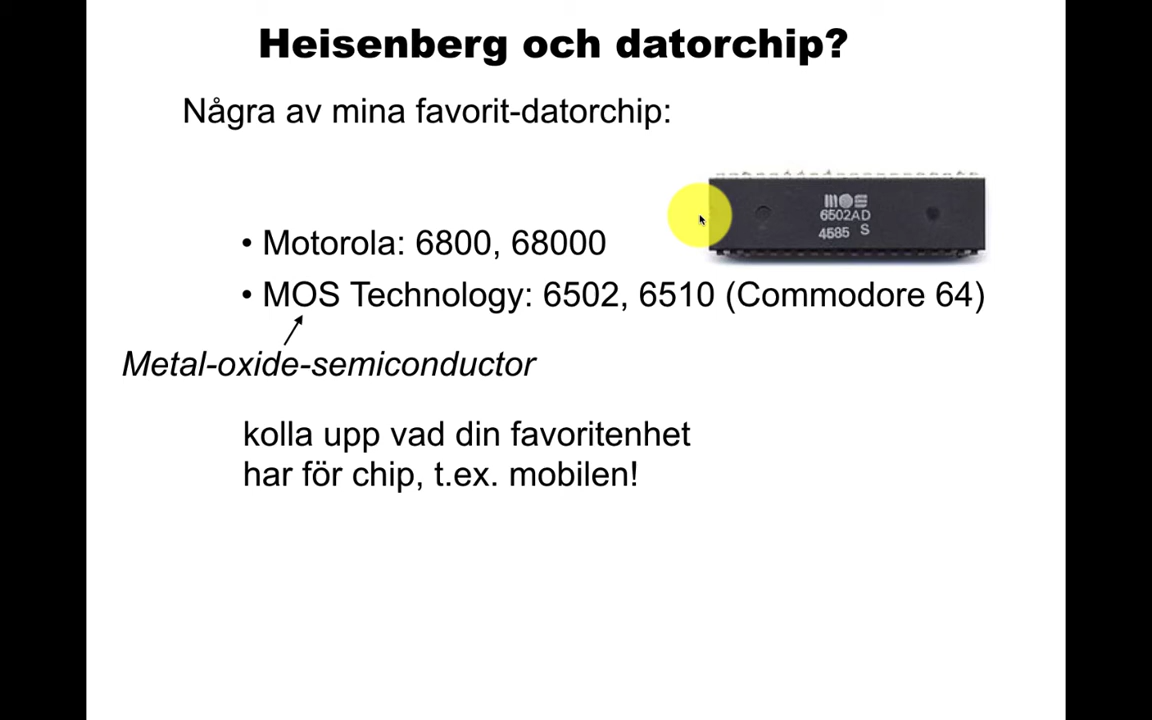 Heisenberg och datorchip?
Några av mina favorit-datorchip:
mos
6502AD
4585 S
• Motorola: 6800, 68000
• MOS Technology: 6502, 6510 (Commodore 64)
Metal-oxide-semiconductor
kolla upp vad din favoritenhet
har för chip, t.ex. mobilen!